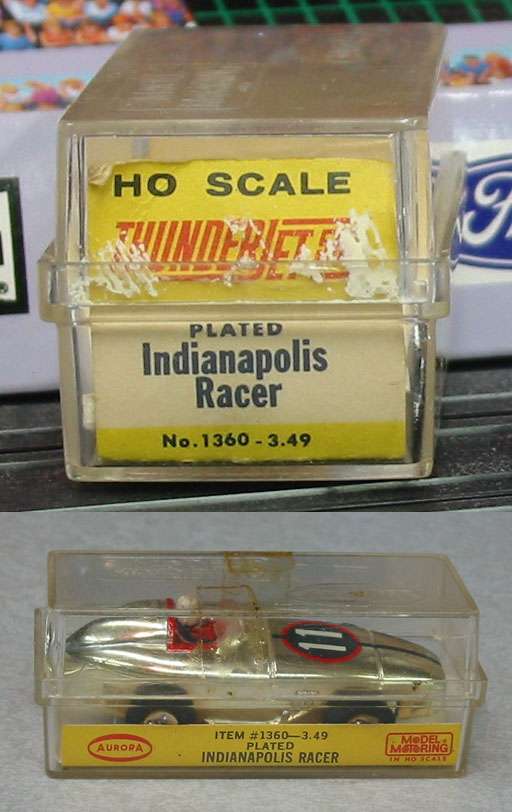 HO SCALE
THUNDERJET
PLATED
Indianapolis
Racer
No. 1360 - 3.49
11
ITEM #1360—3.49
PLATED
INDIANAPOLIS RACER
AURORA
MODEL
MOTORING
IN HO SCALE